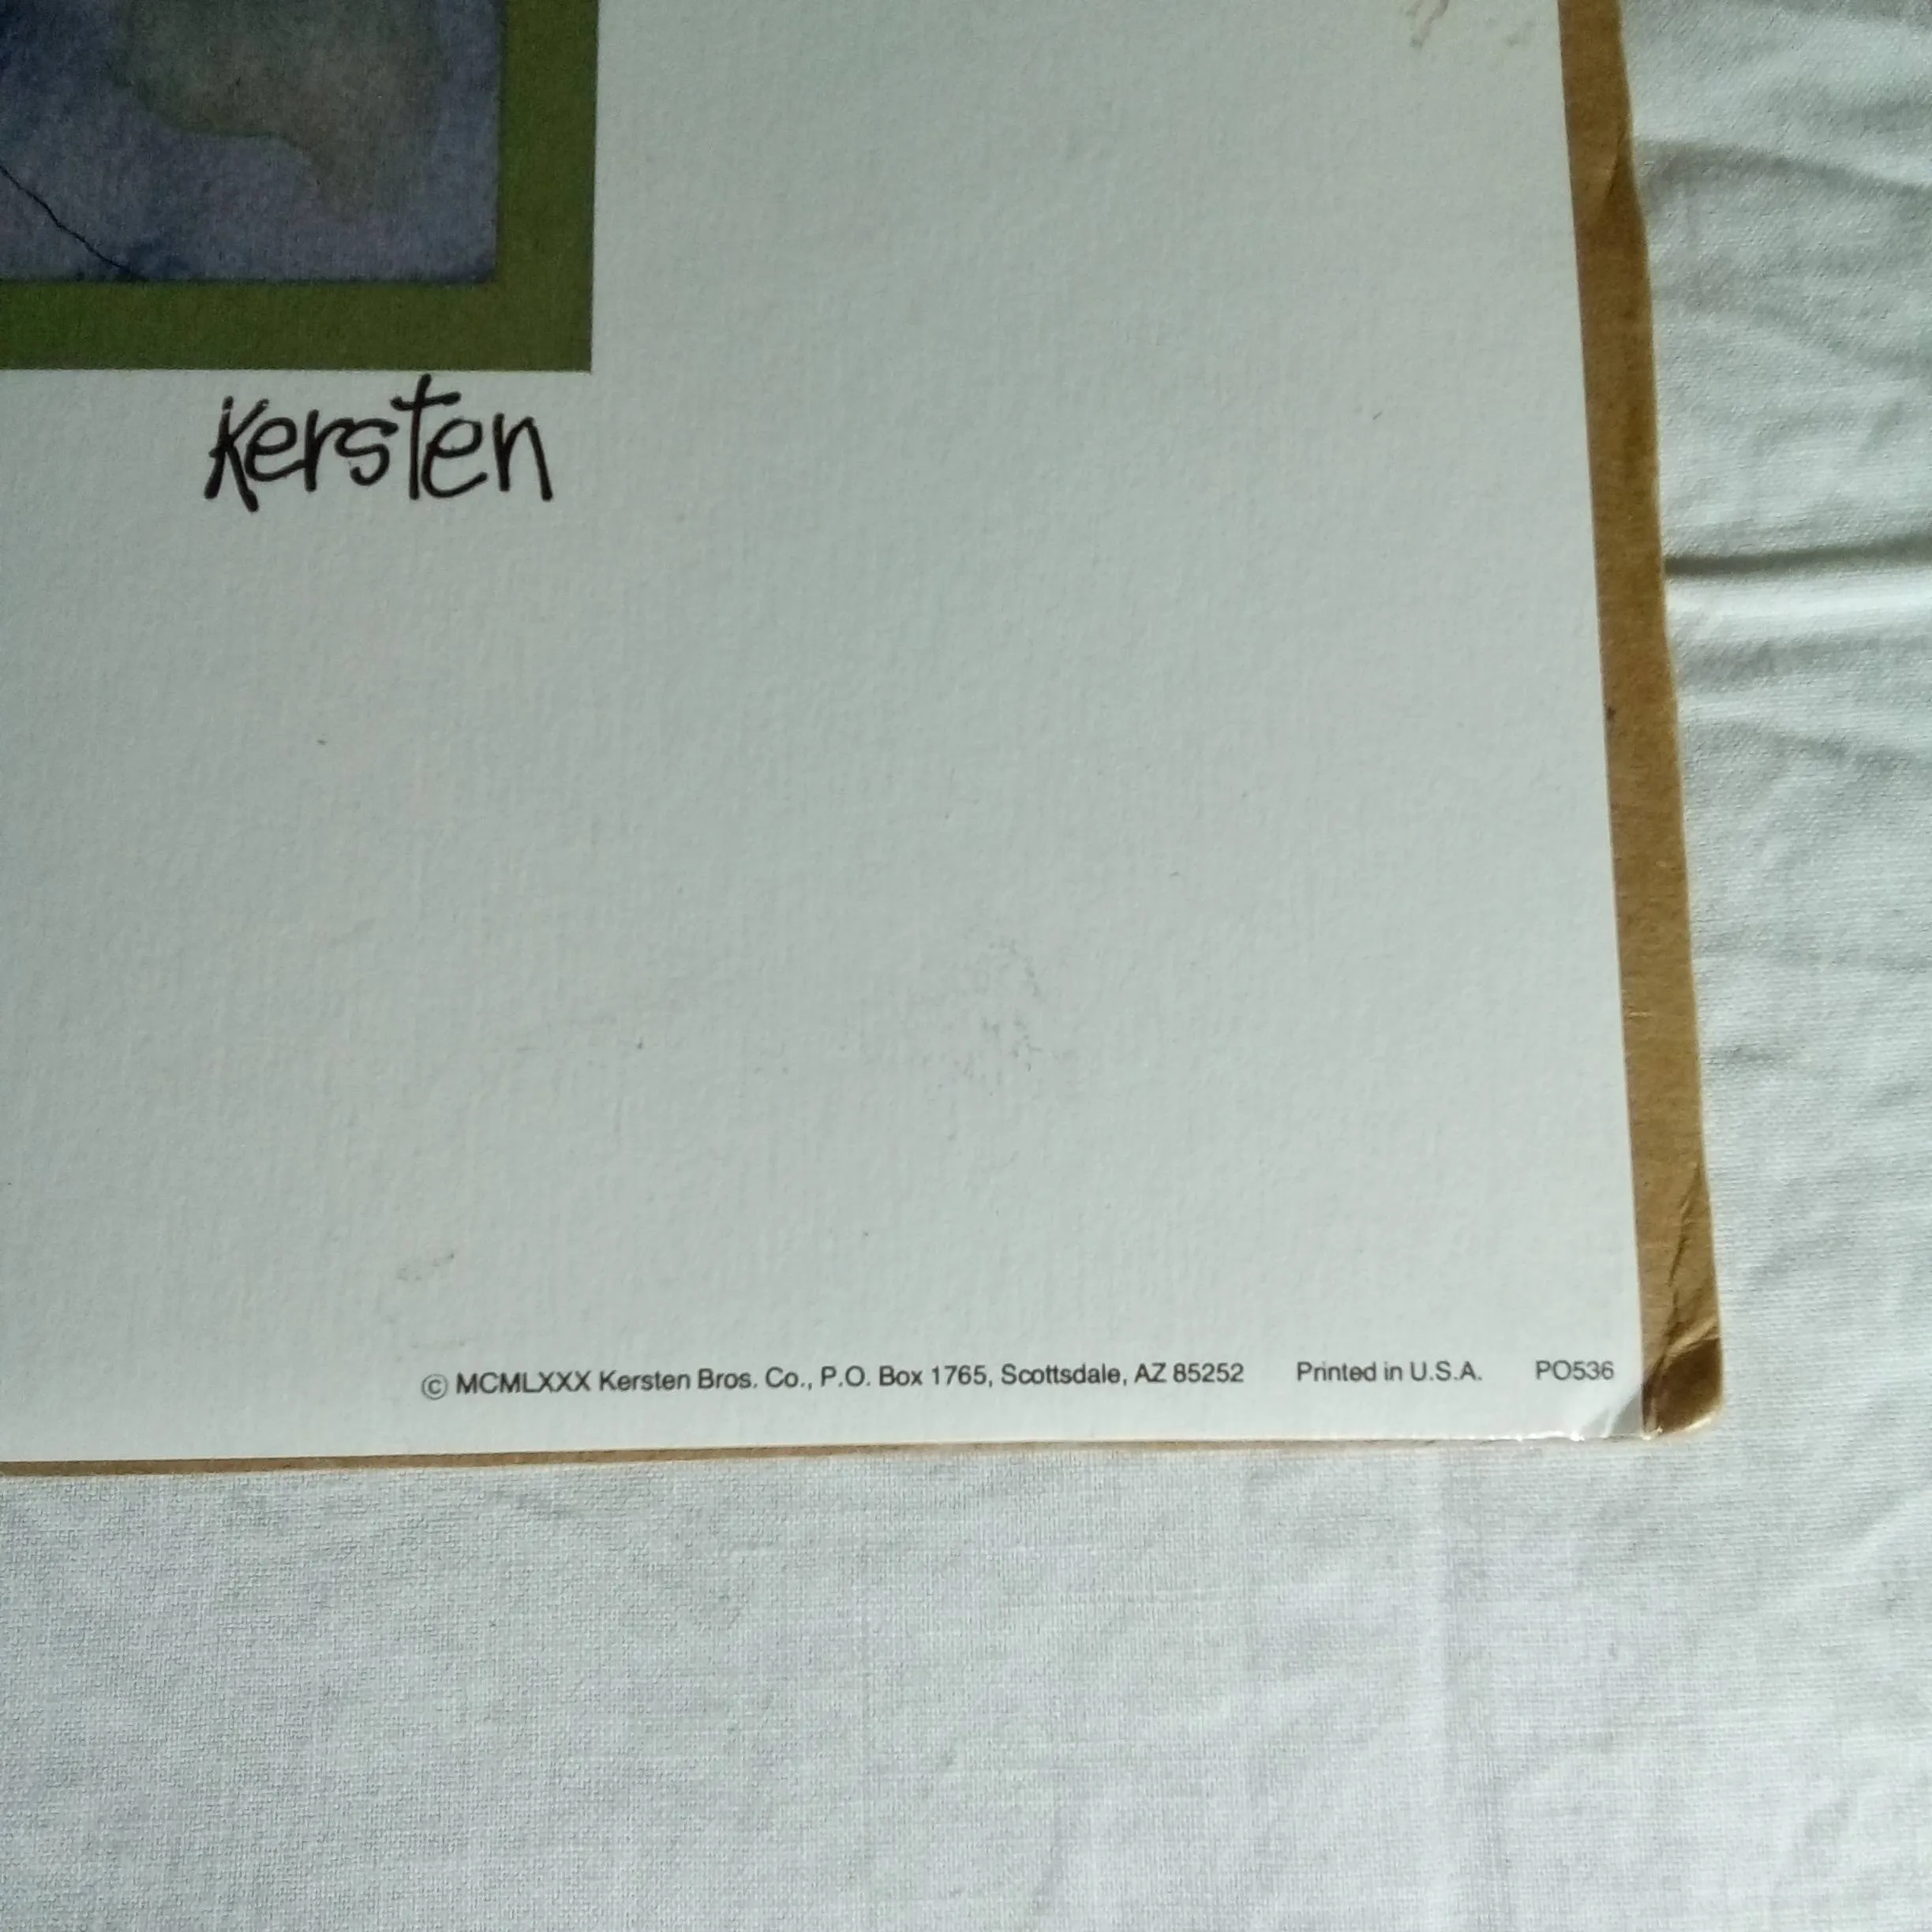 Kersten
© MCMLXXX Kersten Bros. Co., P.O. Box 1765, Scottsdale, AZ 85252 Printed in U.S.A. PO536